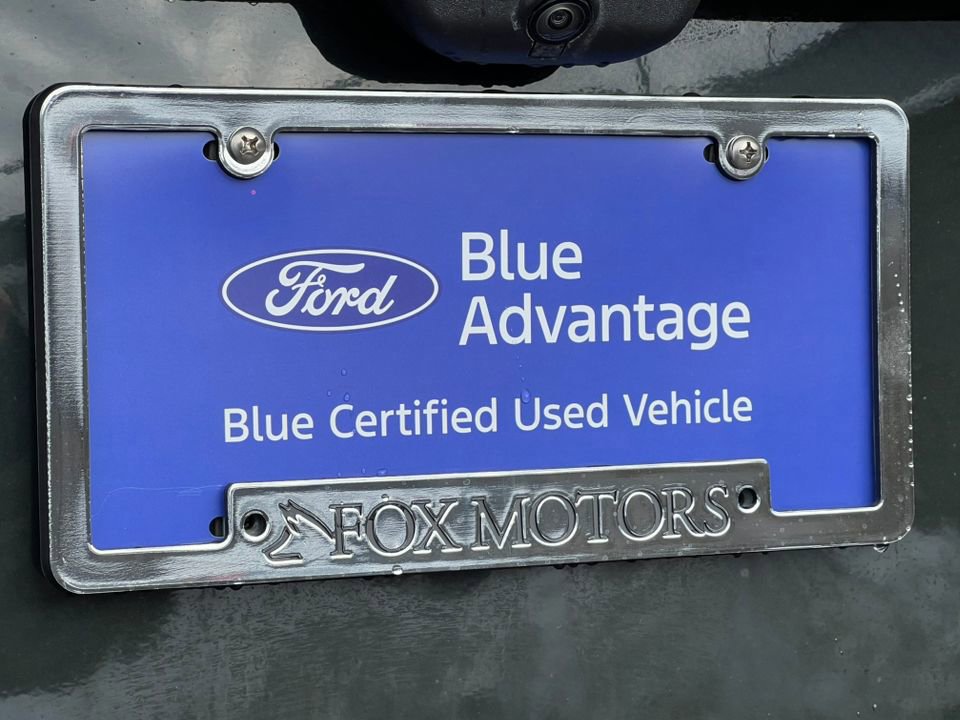 Ford
Blue
Advantage
Blue Certified Used Vehicle
FOX MOTORS